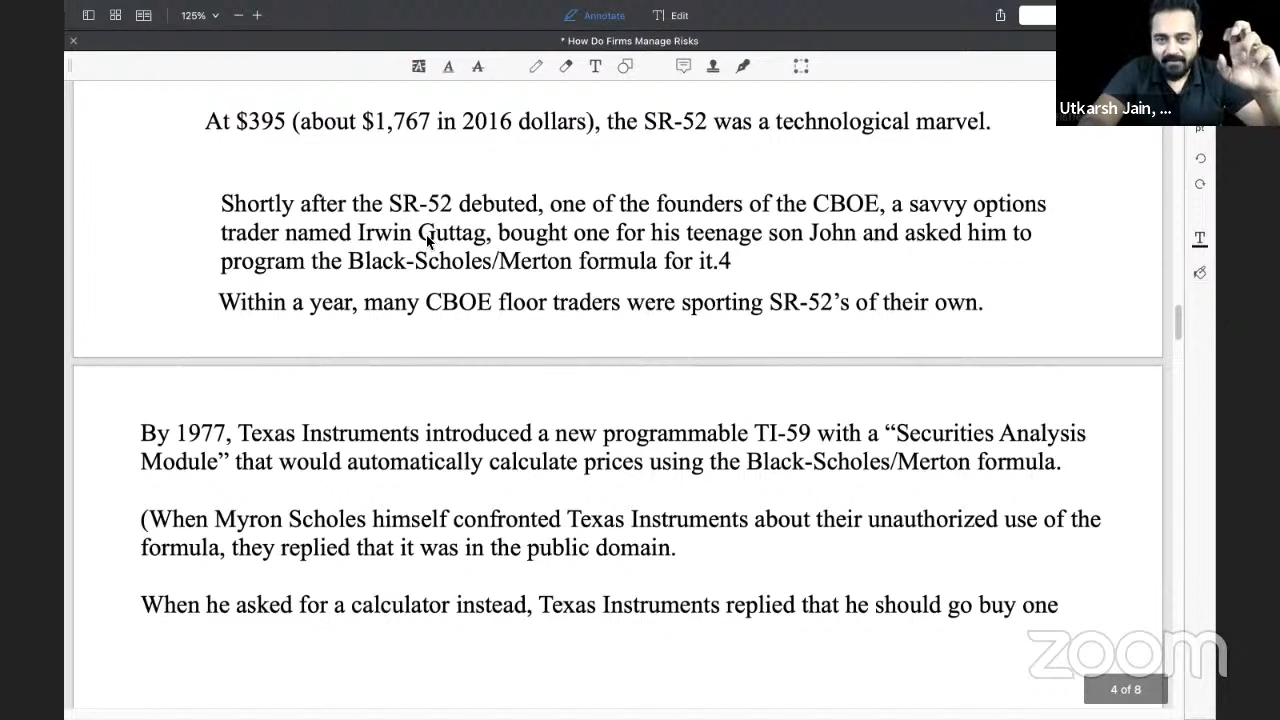 125%
Annotate
Edit
* How Do Firms Manage Risks
At $395 (about $1,767 in 2016 dollars), the SR-52 was a technological marvel.
Utkarsh Jain, ...
Shortly after the SR-52 debuted, one of the founders of the CBOE, a savvy options
trader named Irwin Guttag, bought one for his teenage son John and asked him to
program the Black-Scholes/Merton formula for it.4
Within a year, many CBOE floor traders were sporting SR-52’s of their own.
By 1977, Texas Instruments introduced a new programmable TI-59 with a “Securities Analysis
Module” that would automatically calculate prices using the Black-Scholes/Merton formula.
(When Myron Scholes himself confronted Texas Instruments about their unauthorized use of the
formula, they replied that it was in the public domain.
When he asked for a calculator instead, Texas Instruments replied that he should go buy one
zoom
4 of 8